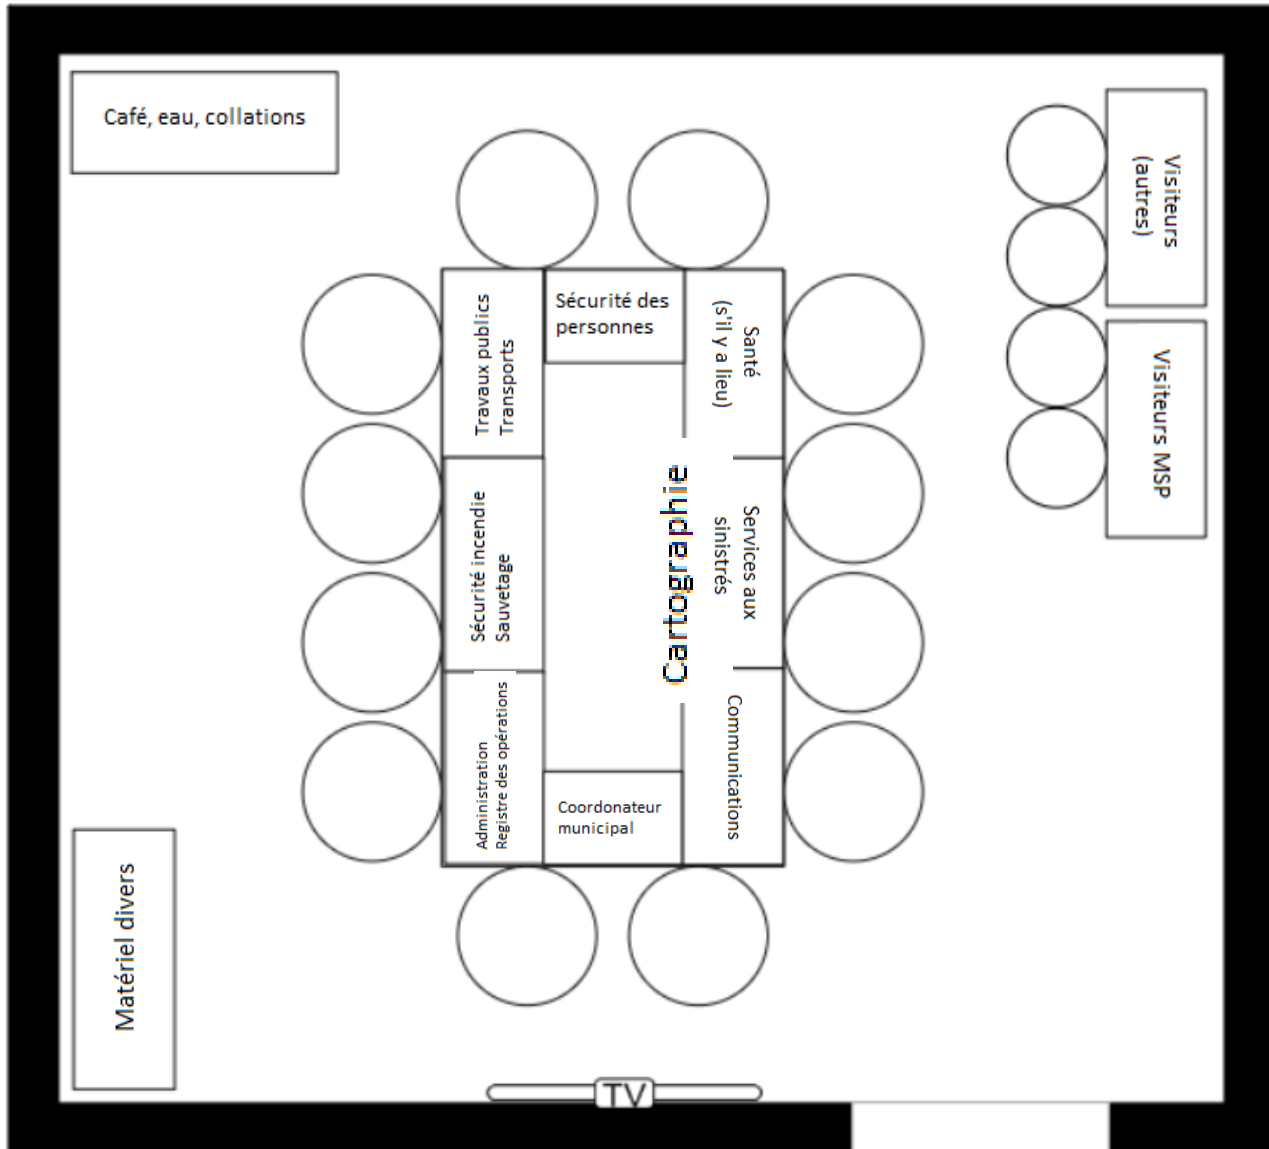 Café, eau, collations
Visiteurs
(autres)
Visiteurs MSP
Travaux publics
Transports
Sécurité des
personnes
Santé
(s'il y a lieu)
Sécurité incendie
Sauvetage
Cartographie
Services aux
sinistrés
Administration
Registre des opérations
Coordonateur
municipal
Communications
Matériel divers
TV